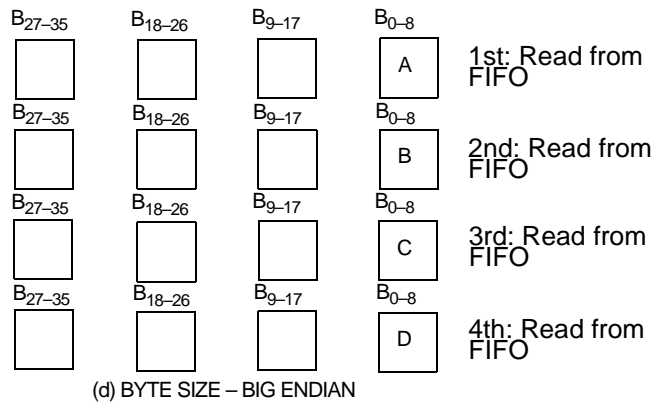 B27–35 B18–26 B9–17 B0–8
A 1st: Read from
FIFO
B27–35 B18–26 B9–17 B0–8
B 2nd: Read from
FIFO
B27–35 B18–26 B9–17 B0–8
C 3rd: Read from
FIFO
B27–35 B18–26 B9–17 B0–8
D 4th: Read from
FIFO
(d) BYTE SIZE – BIG ENDIAN